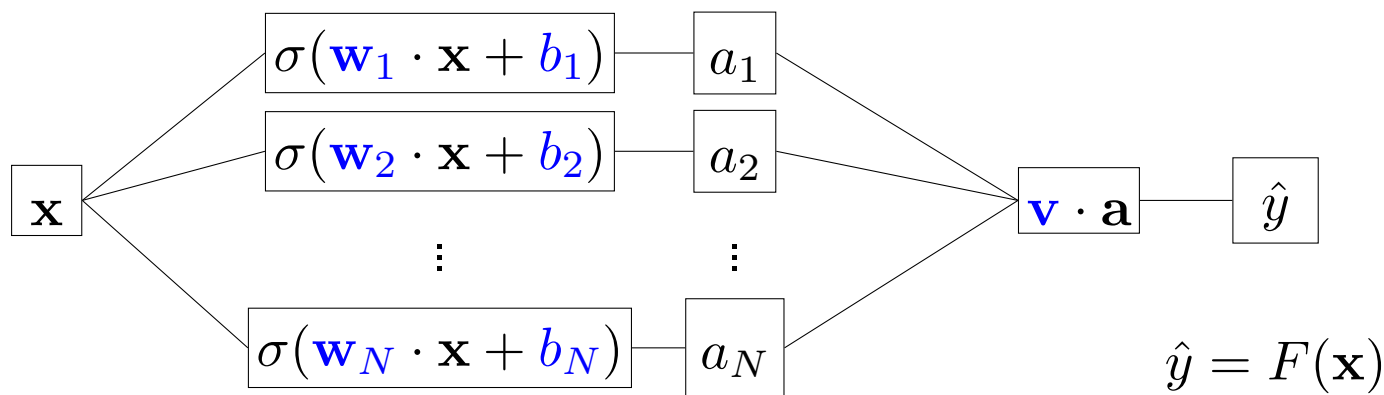 σ(w₁ · x + b₁) a₁
σ(w₂ · x + b₂) a₂
x v · a ŷ
⋮ ⋮
σ(w_N · x + b_N) a_N
ŷ = F(x)